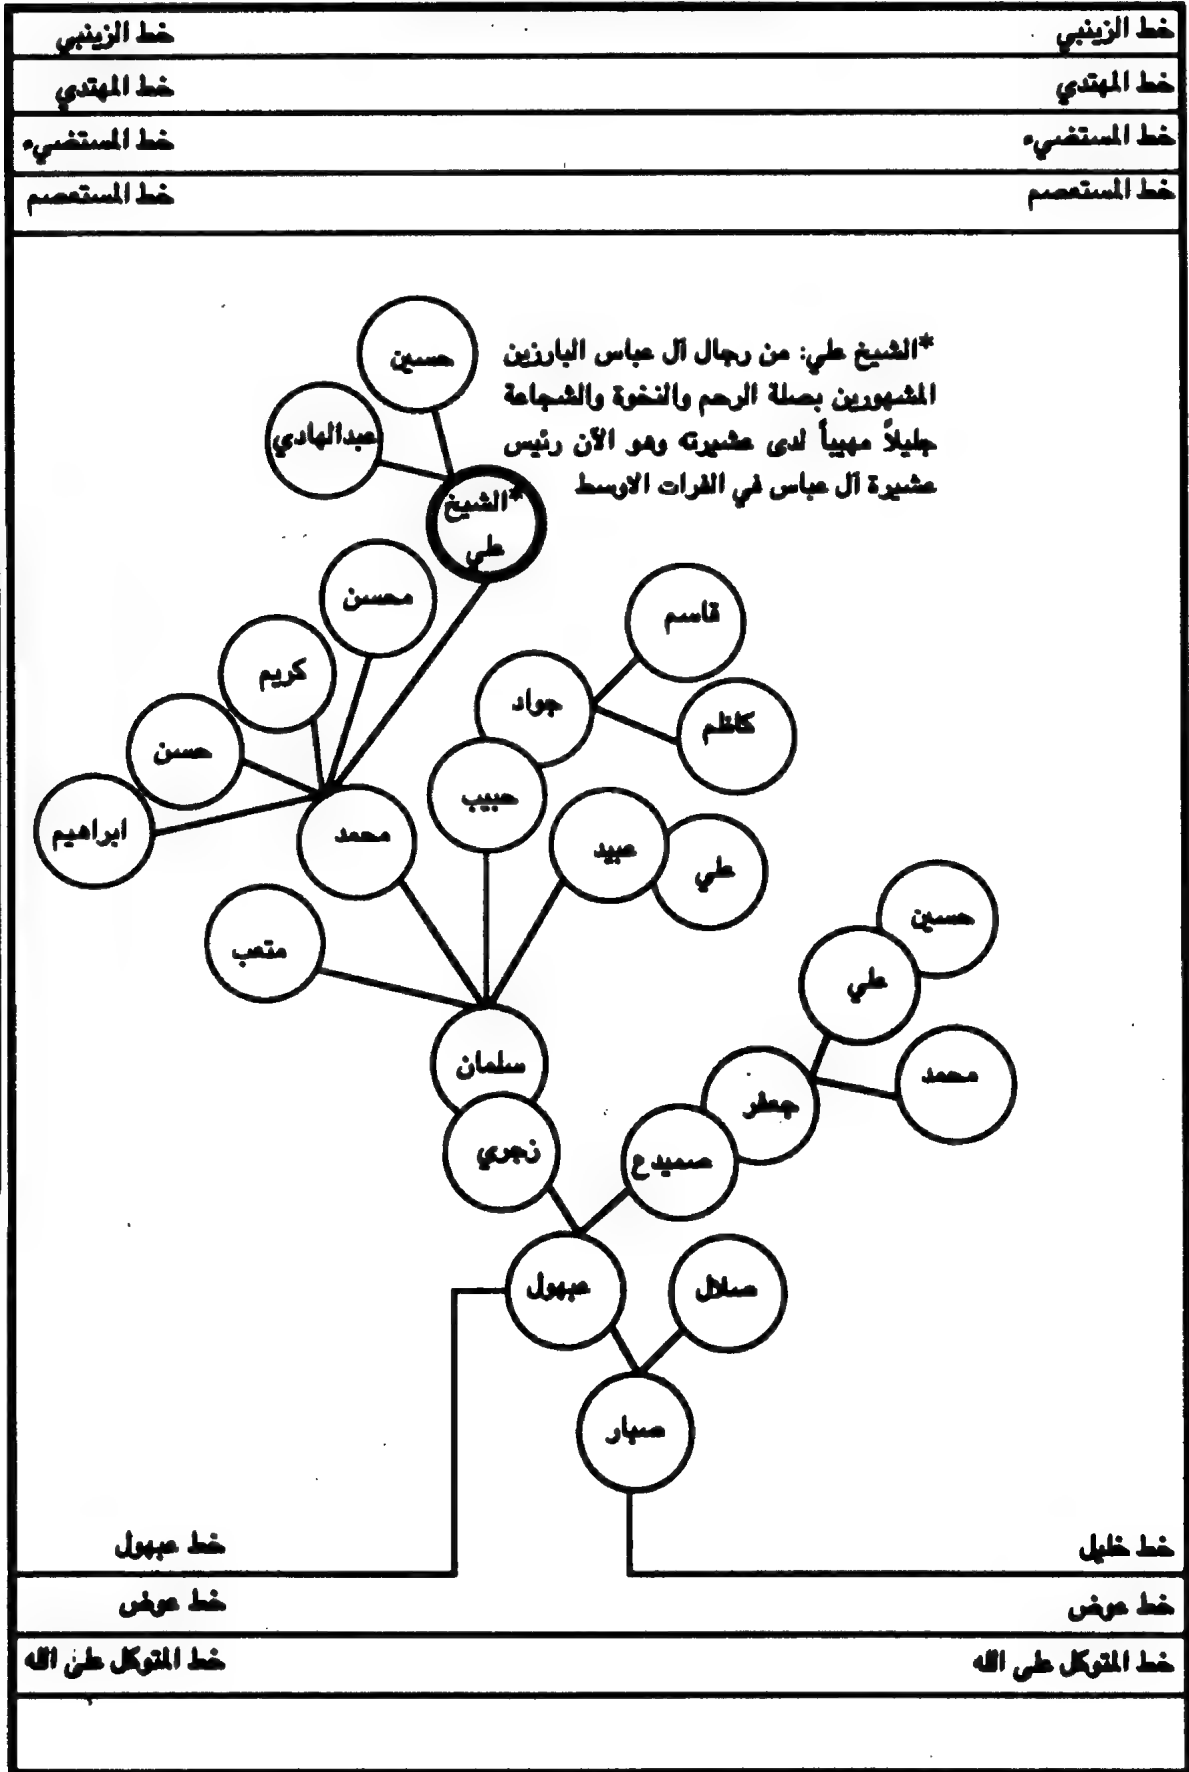 خط الزينبي
خط الزينبي
خط المهتدي
خط المهتدي
خط المستضيء
خط المستضيء
خط المستعصم
خط المستعصم
*الشيخ علي: من رجال آل عباس البارزين
المشهورين بصلة الرحم والنخوة والشجاعة
جليلاً مهيباً لدى عشيرته وهو الآن رئيس
عشيرة آل عباس في الفرات الاوسط
حسين
عبدالهادي
*الشيخ
علي
محسن
قاسم
كريم
جواد
كاظم
حسن
حبيب
ابراهيم
محمد
عبيد
علي
حسين
متعب
علي
سلمان
محمد
جعفر
زجري
صميدع
عبهول
صلال
صبار
خط خليل
خط عبهول
خط عوض
خط عوض
خط المتوكل على الله
خط المتوكل على الله